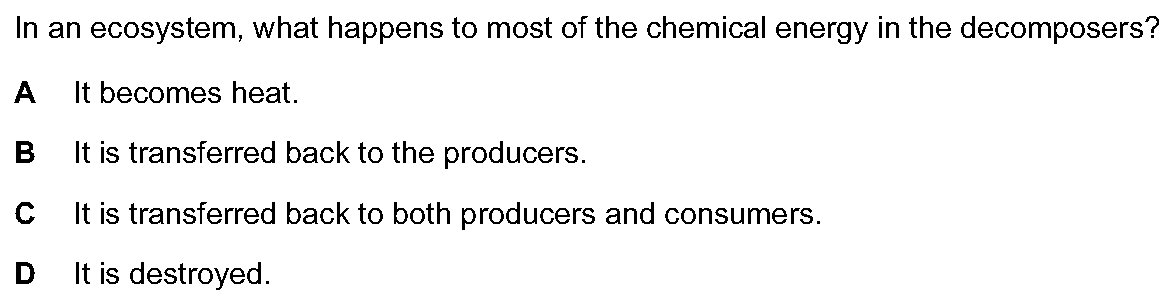 In an ecosystem, what happens to most of the chemical energy in the decomposers?
A It becomes heat.
B It is transferred back to the producers.
C It is transferred back to both producers and consumers.
D It is destroyed.